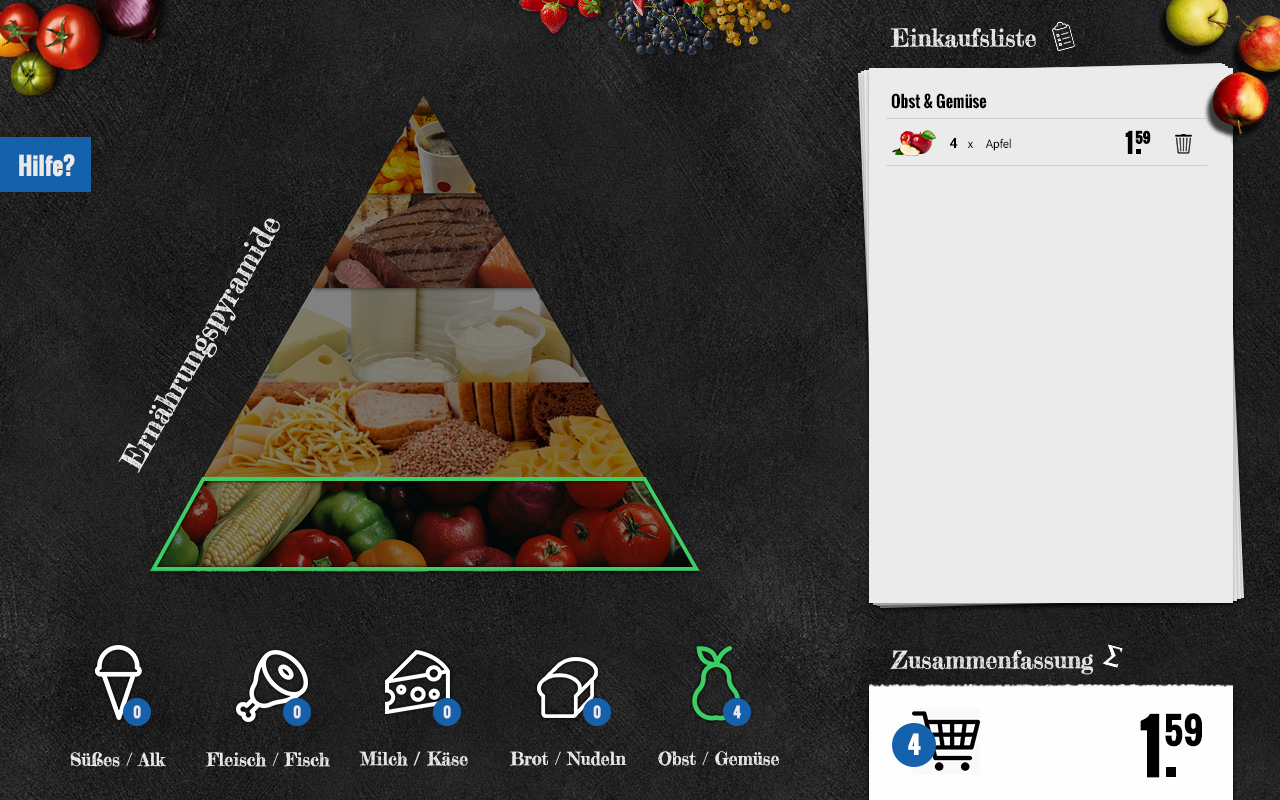 Einkaufsliste
Obst & Gemüse
4 x Apfel 1.59
Hilfe?
Ernährungspyramide
0 0 0 0 4
Süßes / Alk Fleisch / Fisch Milch / Käse Brot / Nudeln Obst / Gemüse
Zusammenfassung Σ
4 1.59